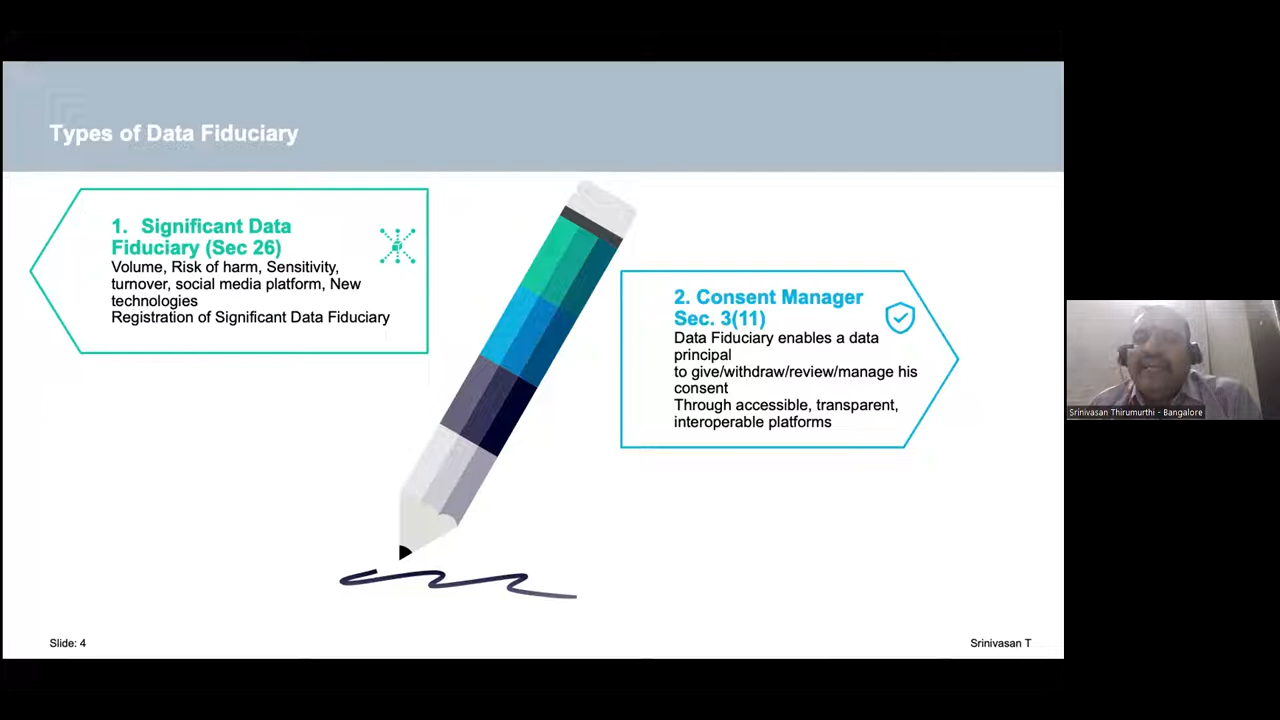 Types of Data Fiduciary
1. Significant Data
Fiduciary (Sec 26)
Volume, Risk of harm, Sensitivity,
turnover, social media platform, New
technologies
Registration of Significant Data Fiduciary
2. Consent Manager
Sec. 3(11)
Data Fiduciary enables a data
principal
to give/withdraw/review/manage his
consent
Through accessible, transparent,
interoperable platforms
Srinivasan Thirumurthi - Bangalore
Slide: 4
Srinivasan T